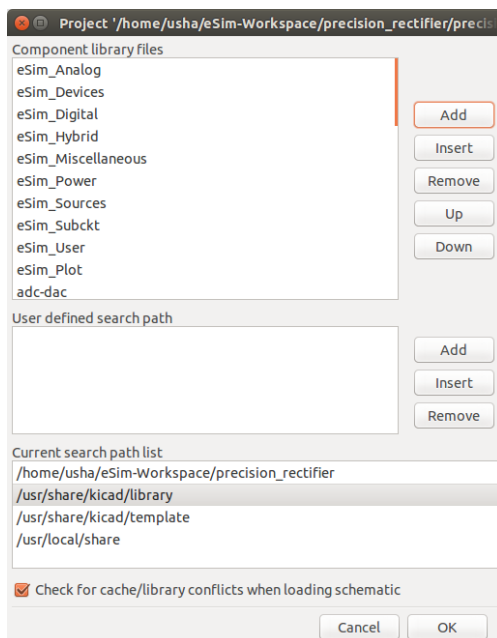 Project '/home/usha/eSim-Workspace/precision_rectifier/precis
Component library files
eSim_Analog
eSim_Devices
eSim_Digital
eSim_Hybrid
eSim_Miscellaneous
eSim_Power
eSim_Sources
eSim_Subckt
eSim_User
eSim_Plot
adc-dac
Add
Insert
Remove
Up
Down
User defined search path
Add
Insert
Remove
Current search path list
/home/usha/eSim-Workspace/precision_rectifier
/usr/share/kicad/library
/usr/share/kicad/template
/usr/local/share
Check for cache/library conflicts when loading schematic
Cancel
OK